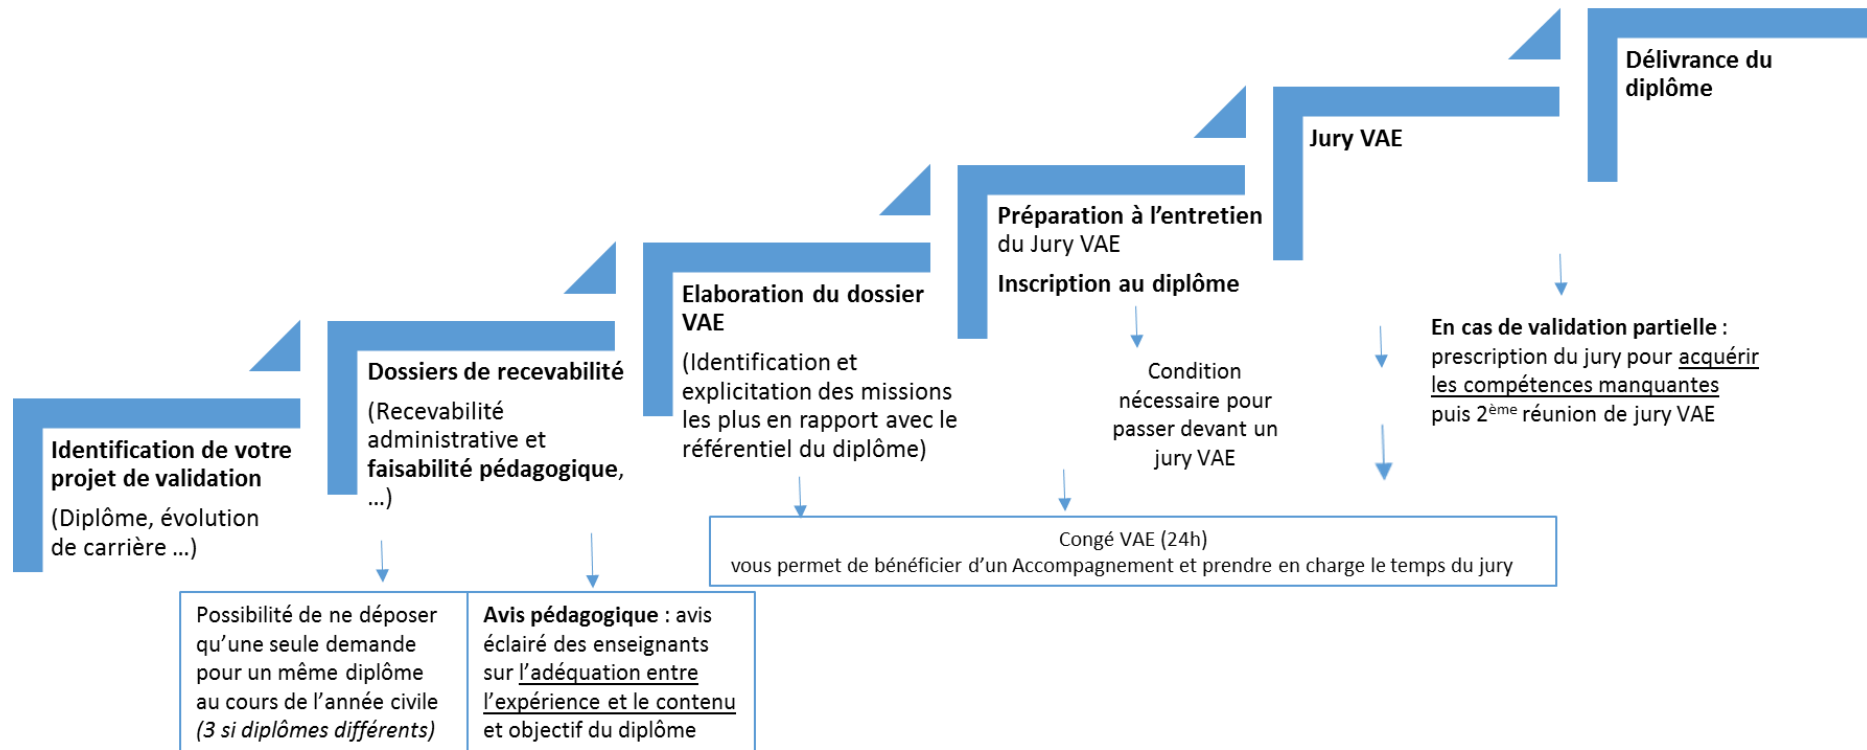 Identification de votre
projet de validation
(Diplôme, évolution
de carrière ...)
Dossiers de recevabilité
(Recevabilité
administrative et
faisabilité pédagogique,
...)
Possibilité de ne déposer
qu'une seule demande
pour un même diplôme
au cours de l'année civile
(3 si diplômes différents)
Avis pédagogique : avis
éclairé des enseignants
sur l'adéquation entre
l'expérience et le contenu
et objectif du diplôme
Elaboration du dossier
VAE
(Identification et
explicitation des missions
les plus en rapport avec le
référentiel du diplôme)
Préparation à l'entretien
du Jury VAE
Inscription au diplôme
Condition
nécessaire pour
passer devant un
jury VAE
Congé VAE (24h)
vous permet de bénéficier d'un Accompagnement et prendre en charge le temps du jury
Jury VAE
En cas de validation partielle :
prescription du jury pour acquérir
les compétences manquantes
puis 2ème réunion de jury VAE
Délivrance du
diplôme